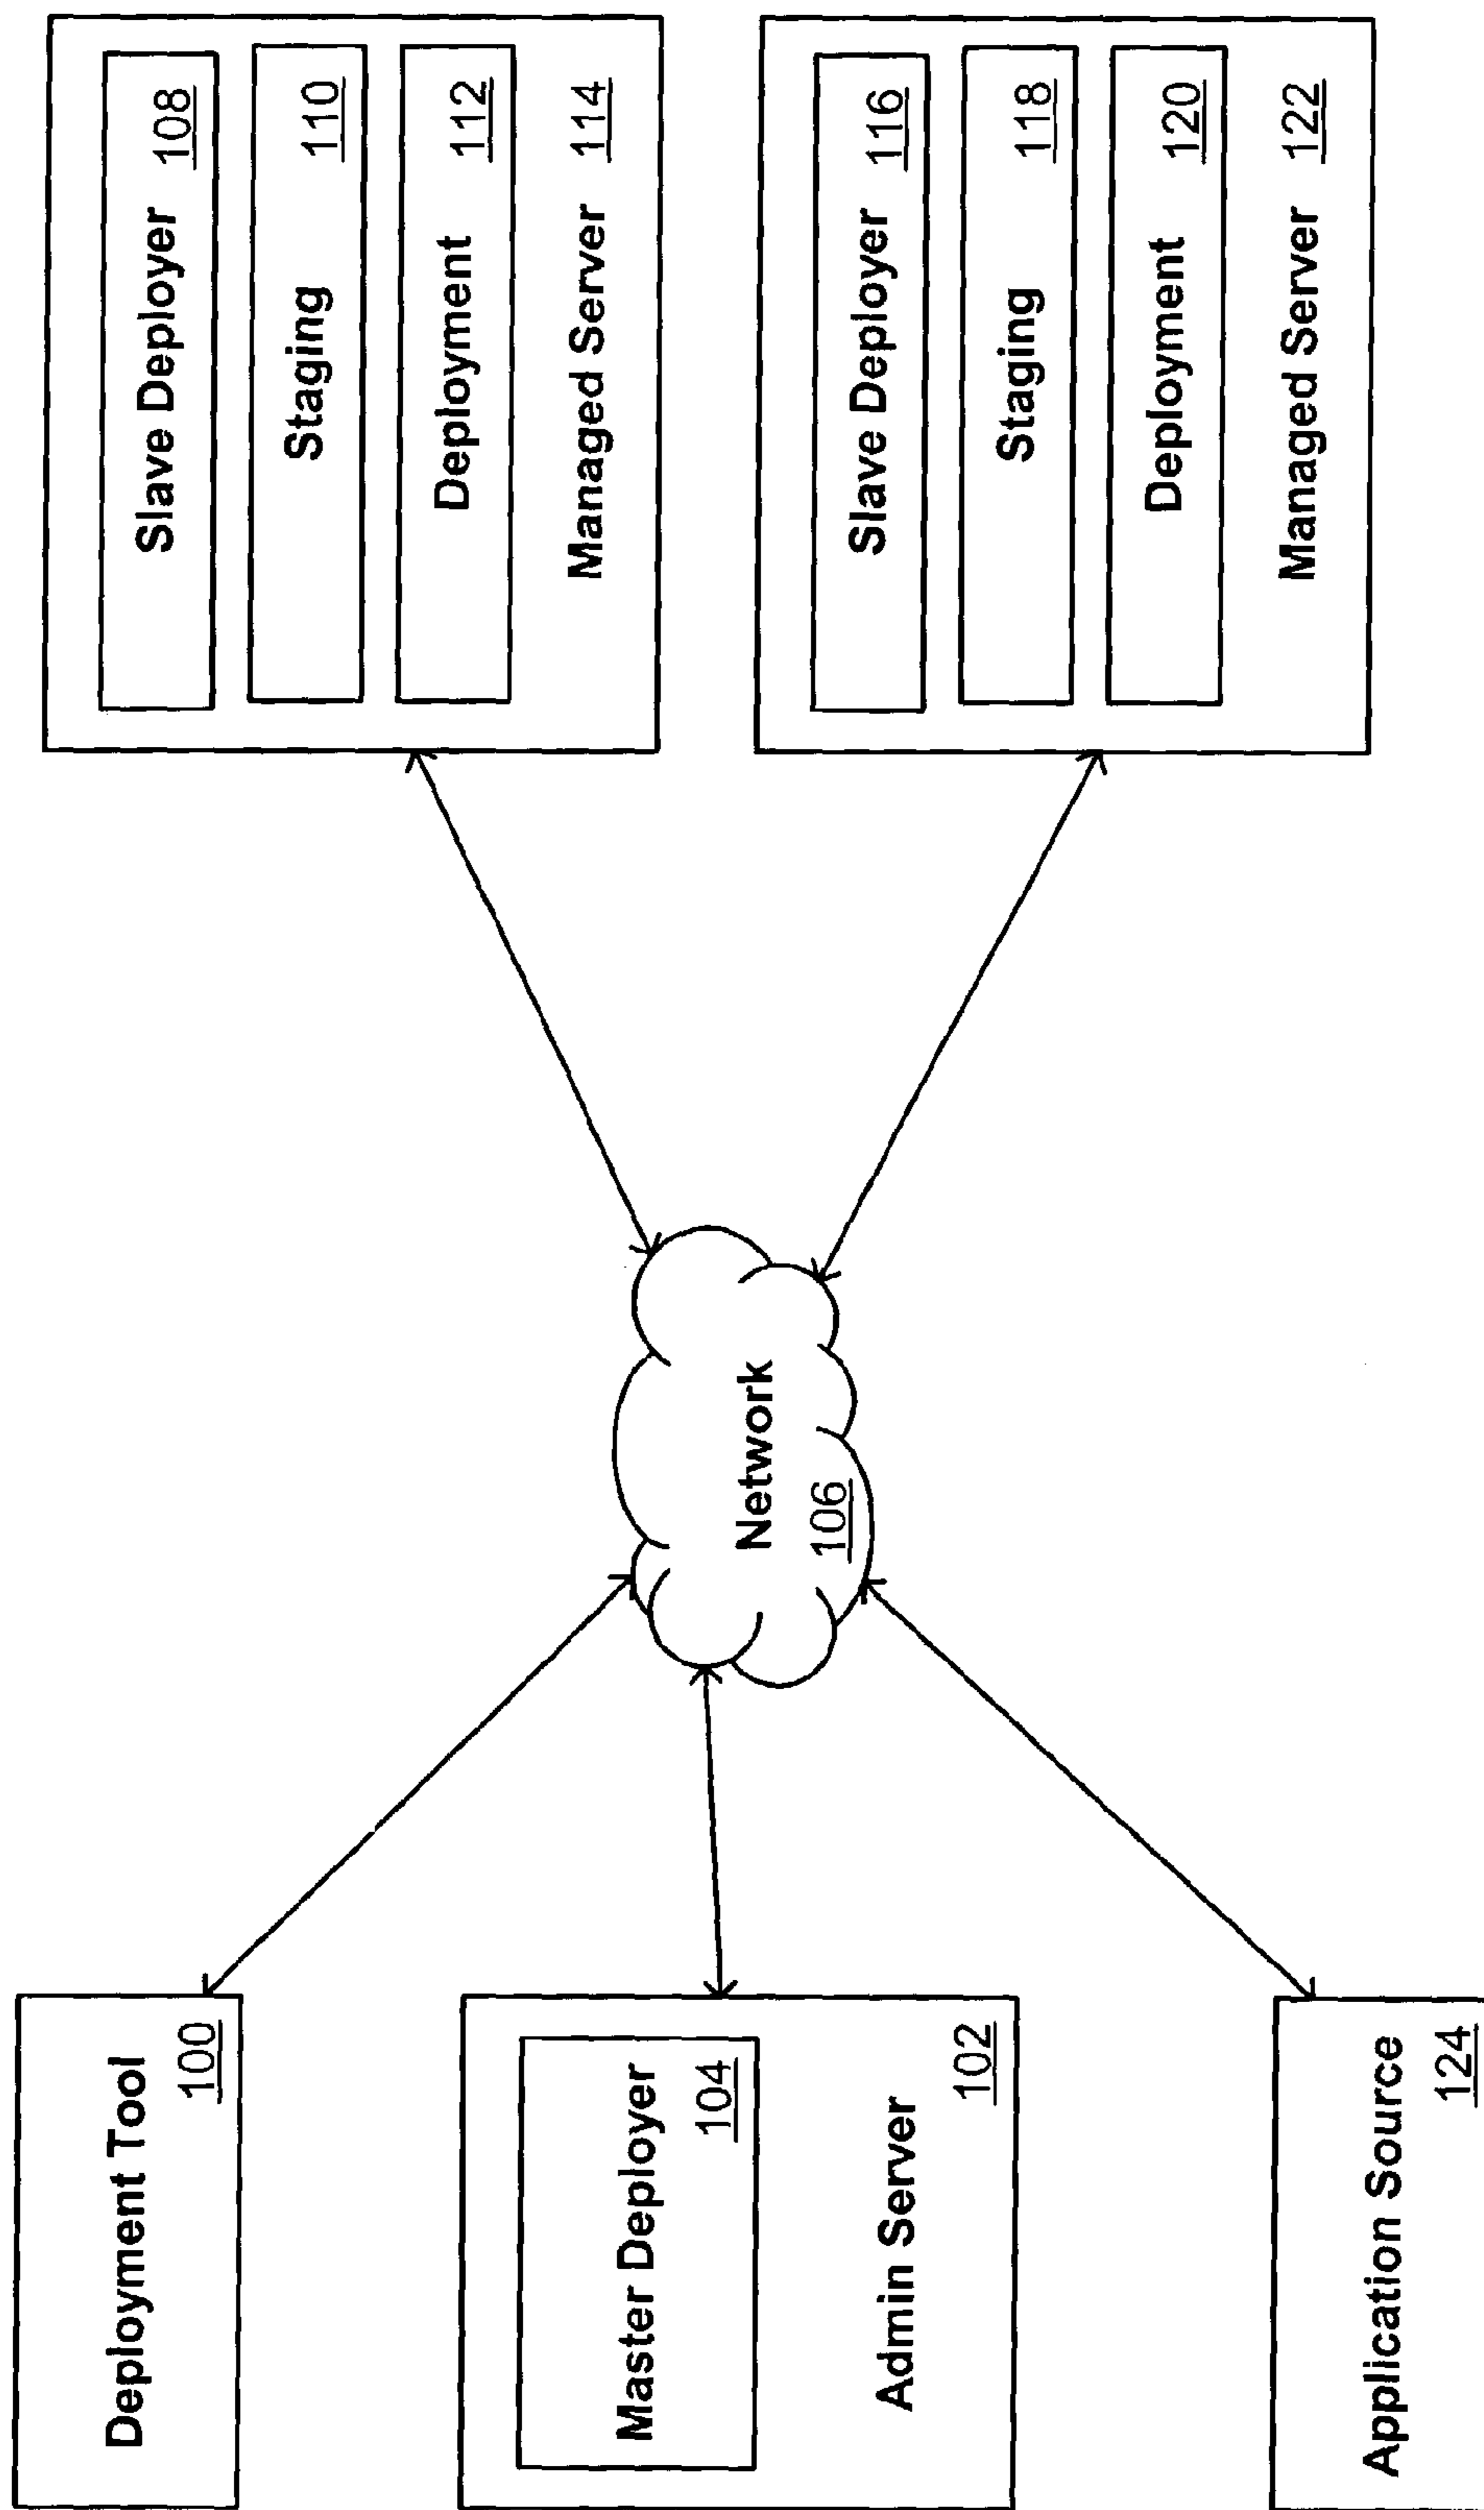 Deployment Tool
100
Master Deployer
104
Admin Server
102
Application Source
124
Network
106
Slave Deployer 108
Staging 110
Deployment 112
Managed Server 114
Slave Deployer 116
Staging 118
Deployment 120
Managed Server 122